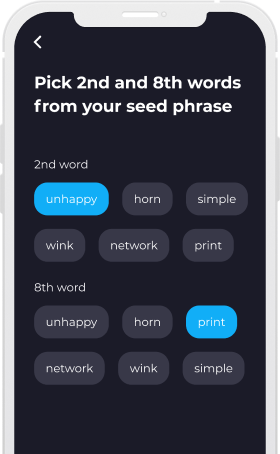 Pick 2nd and 8th words
from your seed phrase
2nd word
unhappy horn simple
wink network print
8th word
unhappy horn print
network wink simple